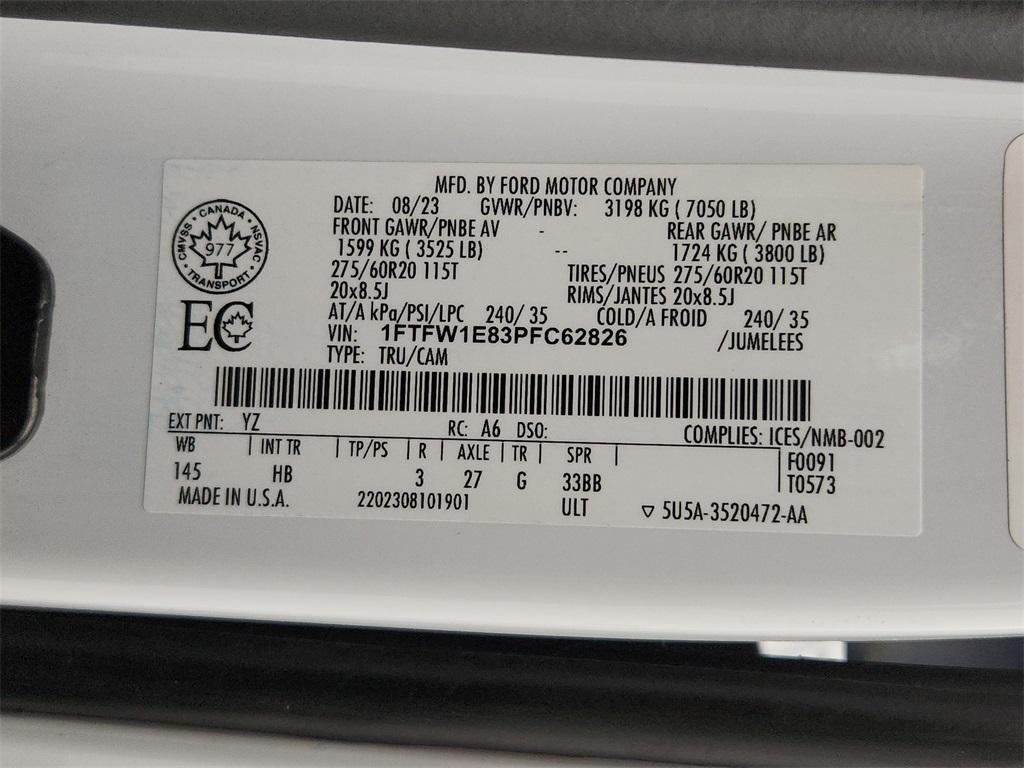 MFD. BY FORD MOTOR COMPANY
DATE: 08/23 GVWR/PNBV: 3198 KG ( 7050 LB)
FRONT GAWR/PNBE AV - REAR GAWR/ PNBE AR
1599 KG ( 3525 LB) -- 1724 KG ( 3800 LB)
275/60R20 115T TIRES/PNEUS 275/60R20 115T
20x8.5J RIMS/JANTES 20x8.5J
AT/A kPa/PSI/LPC 240/ 35 COLD/A FROID 240/ 35
VIN: 1FTFW1E83PFC62826 /JUMELEES
TYPE: TRU/CAM
CANADA
CMVSS 977 NSVAC
TRANSPORT
EC
EXT PNT: YZ RC: A6 DSO: COMPLIES: ICES/NMB-002
WB | INT TR | TP/PS | R | AXLE | TR | SPR | F0091
145 HB 3 27 G 33BB T0573
MADE IN U.S.A. 2202308101901 ULT ▽ 5U5A-3520472-AA